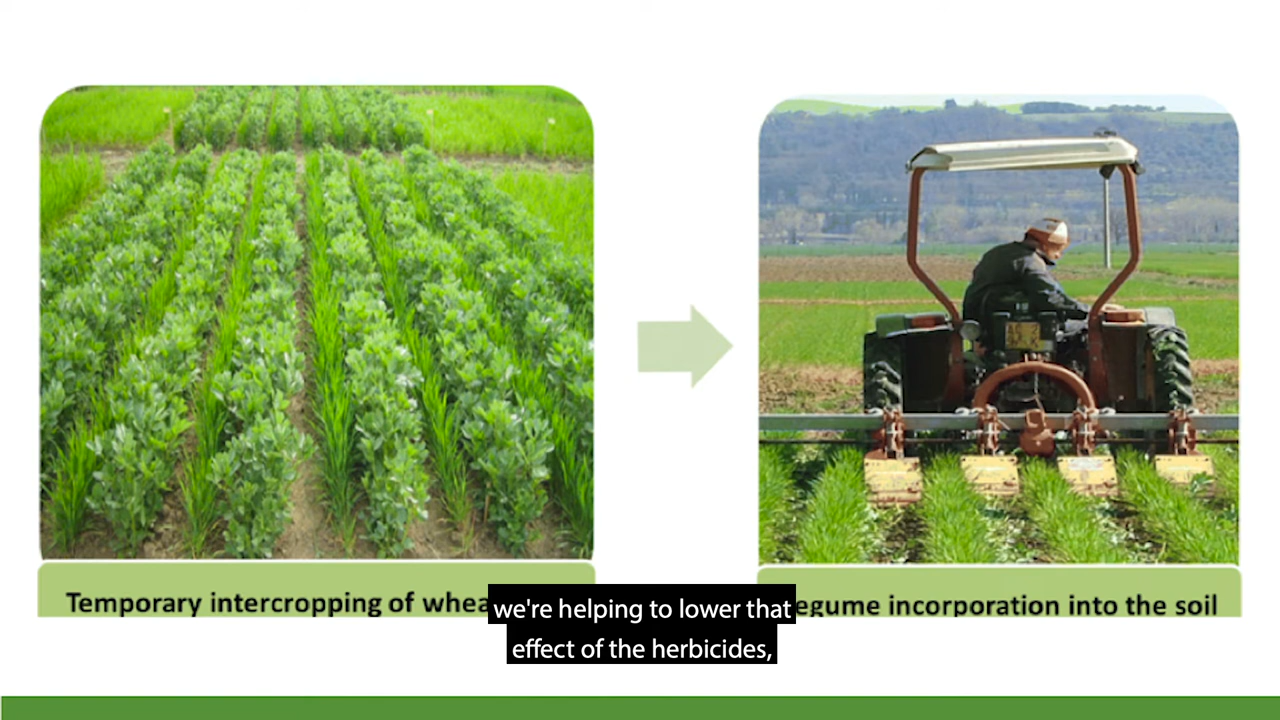 Temporary intercropping of whea
egume incorporation into the soil
we're helping to lower that
effect of the herbicides,